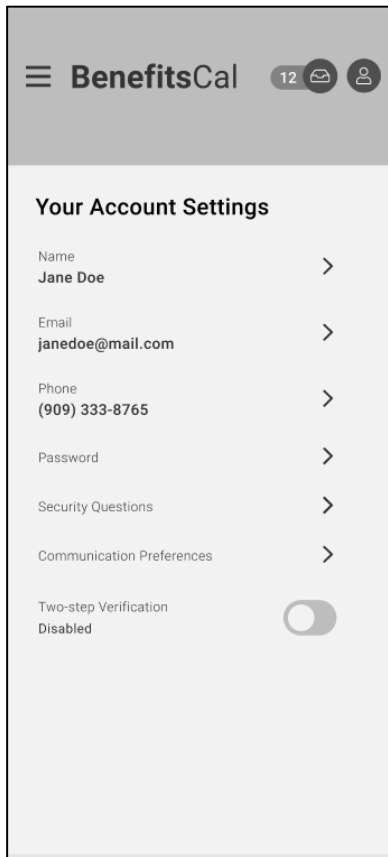 BenefitsCal
12
Your Account Settings
Name
Jane Doe
Email
janedoe@mail.com
Phone
(909) 333-8765
Password
Security Questions
Communication Preferences
Two-step Verification
Disabled